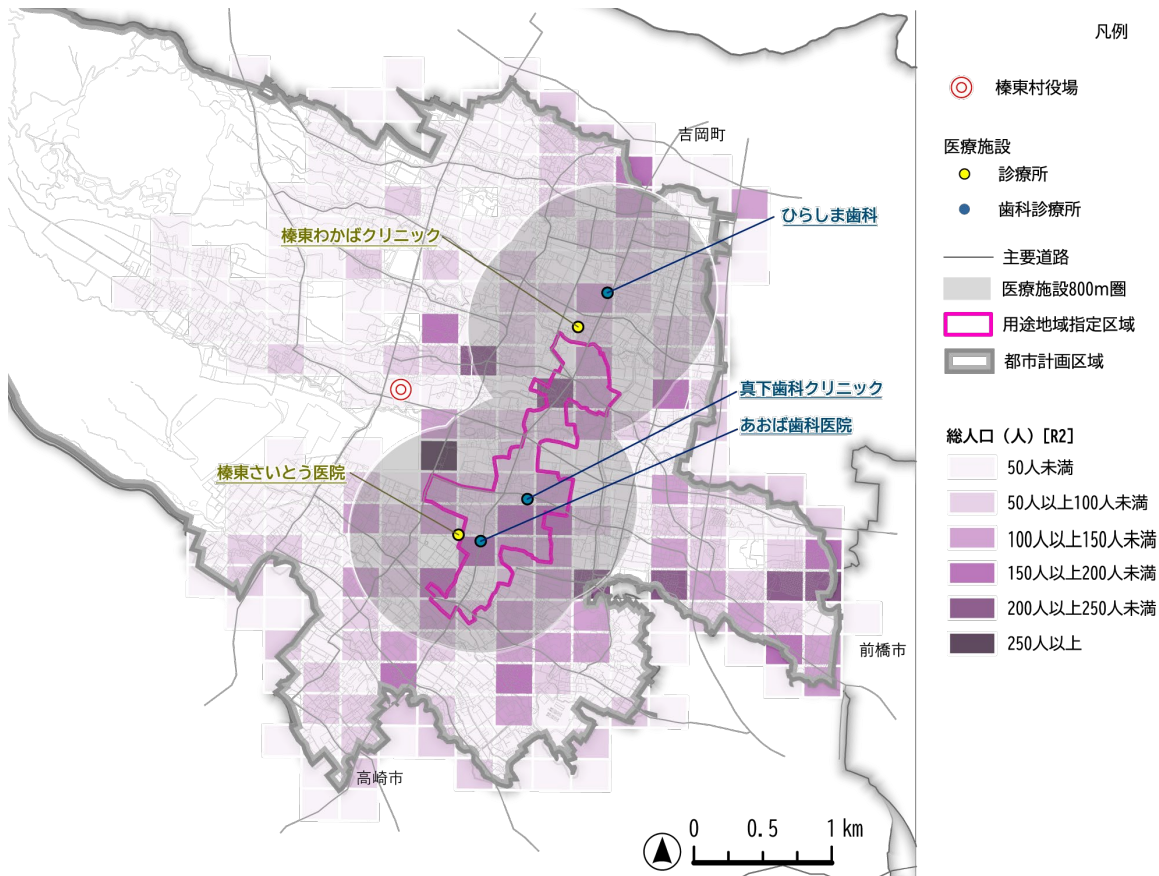 凡例
榛東村役場
医療施設
診療所
歯科診療所
主要道路
医療施設800m圏
用途地域指定区域
都市計画区域
総人口（人）[R2]
50人未満
50人以上100人未満
100人以上150人未満
150人以上200人未満
200人以上250人未満
250人以上
吉岡町
ひらしま歯科
榛東わかばクリニック
真下歯科クリニック
あおば歯科医院
榛東さいとう医院
前橋市
高崎市
0 0.5 1 km